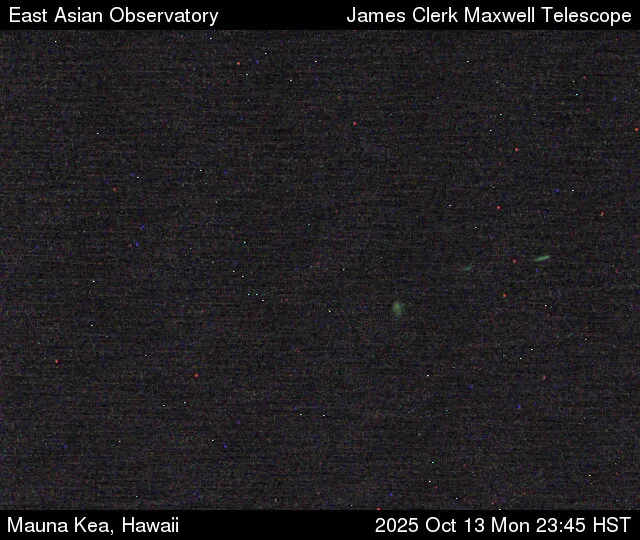 East Asian Observatory
James Clerk Maxwell Telescope
Mauna Kea, Hawaii
2025 Oct 13 Mon 23:45 HST